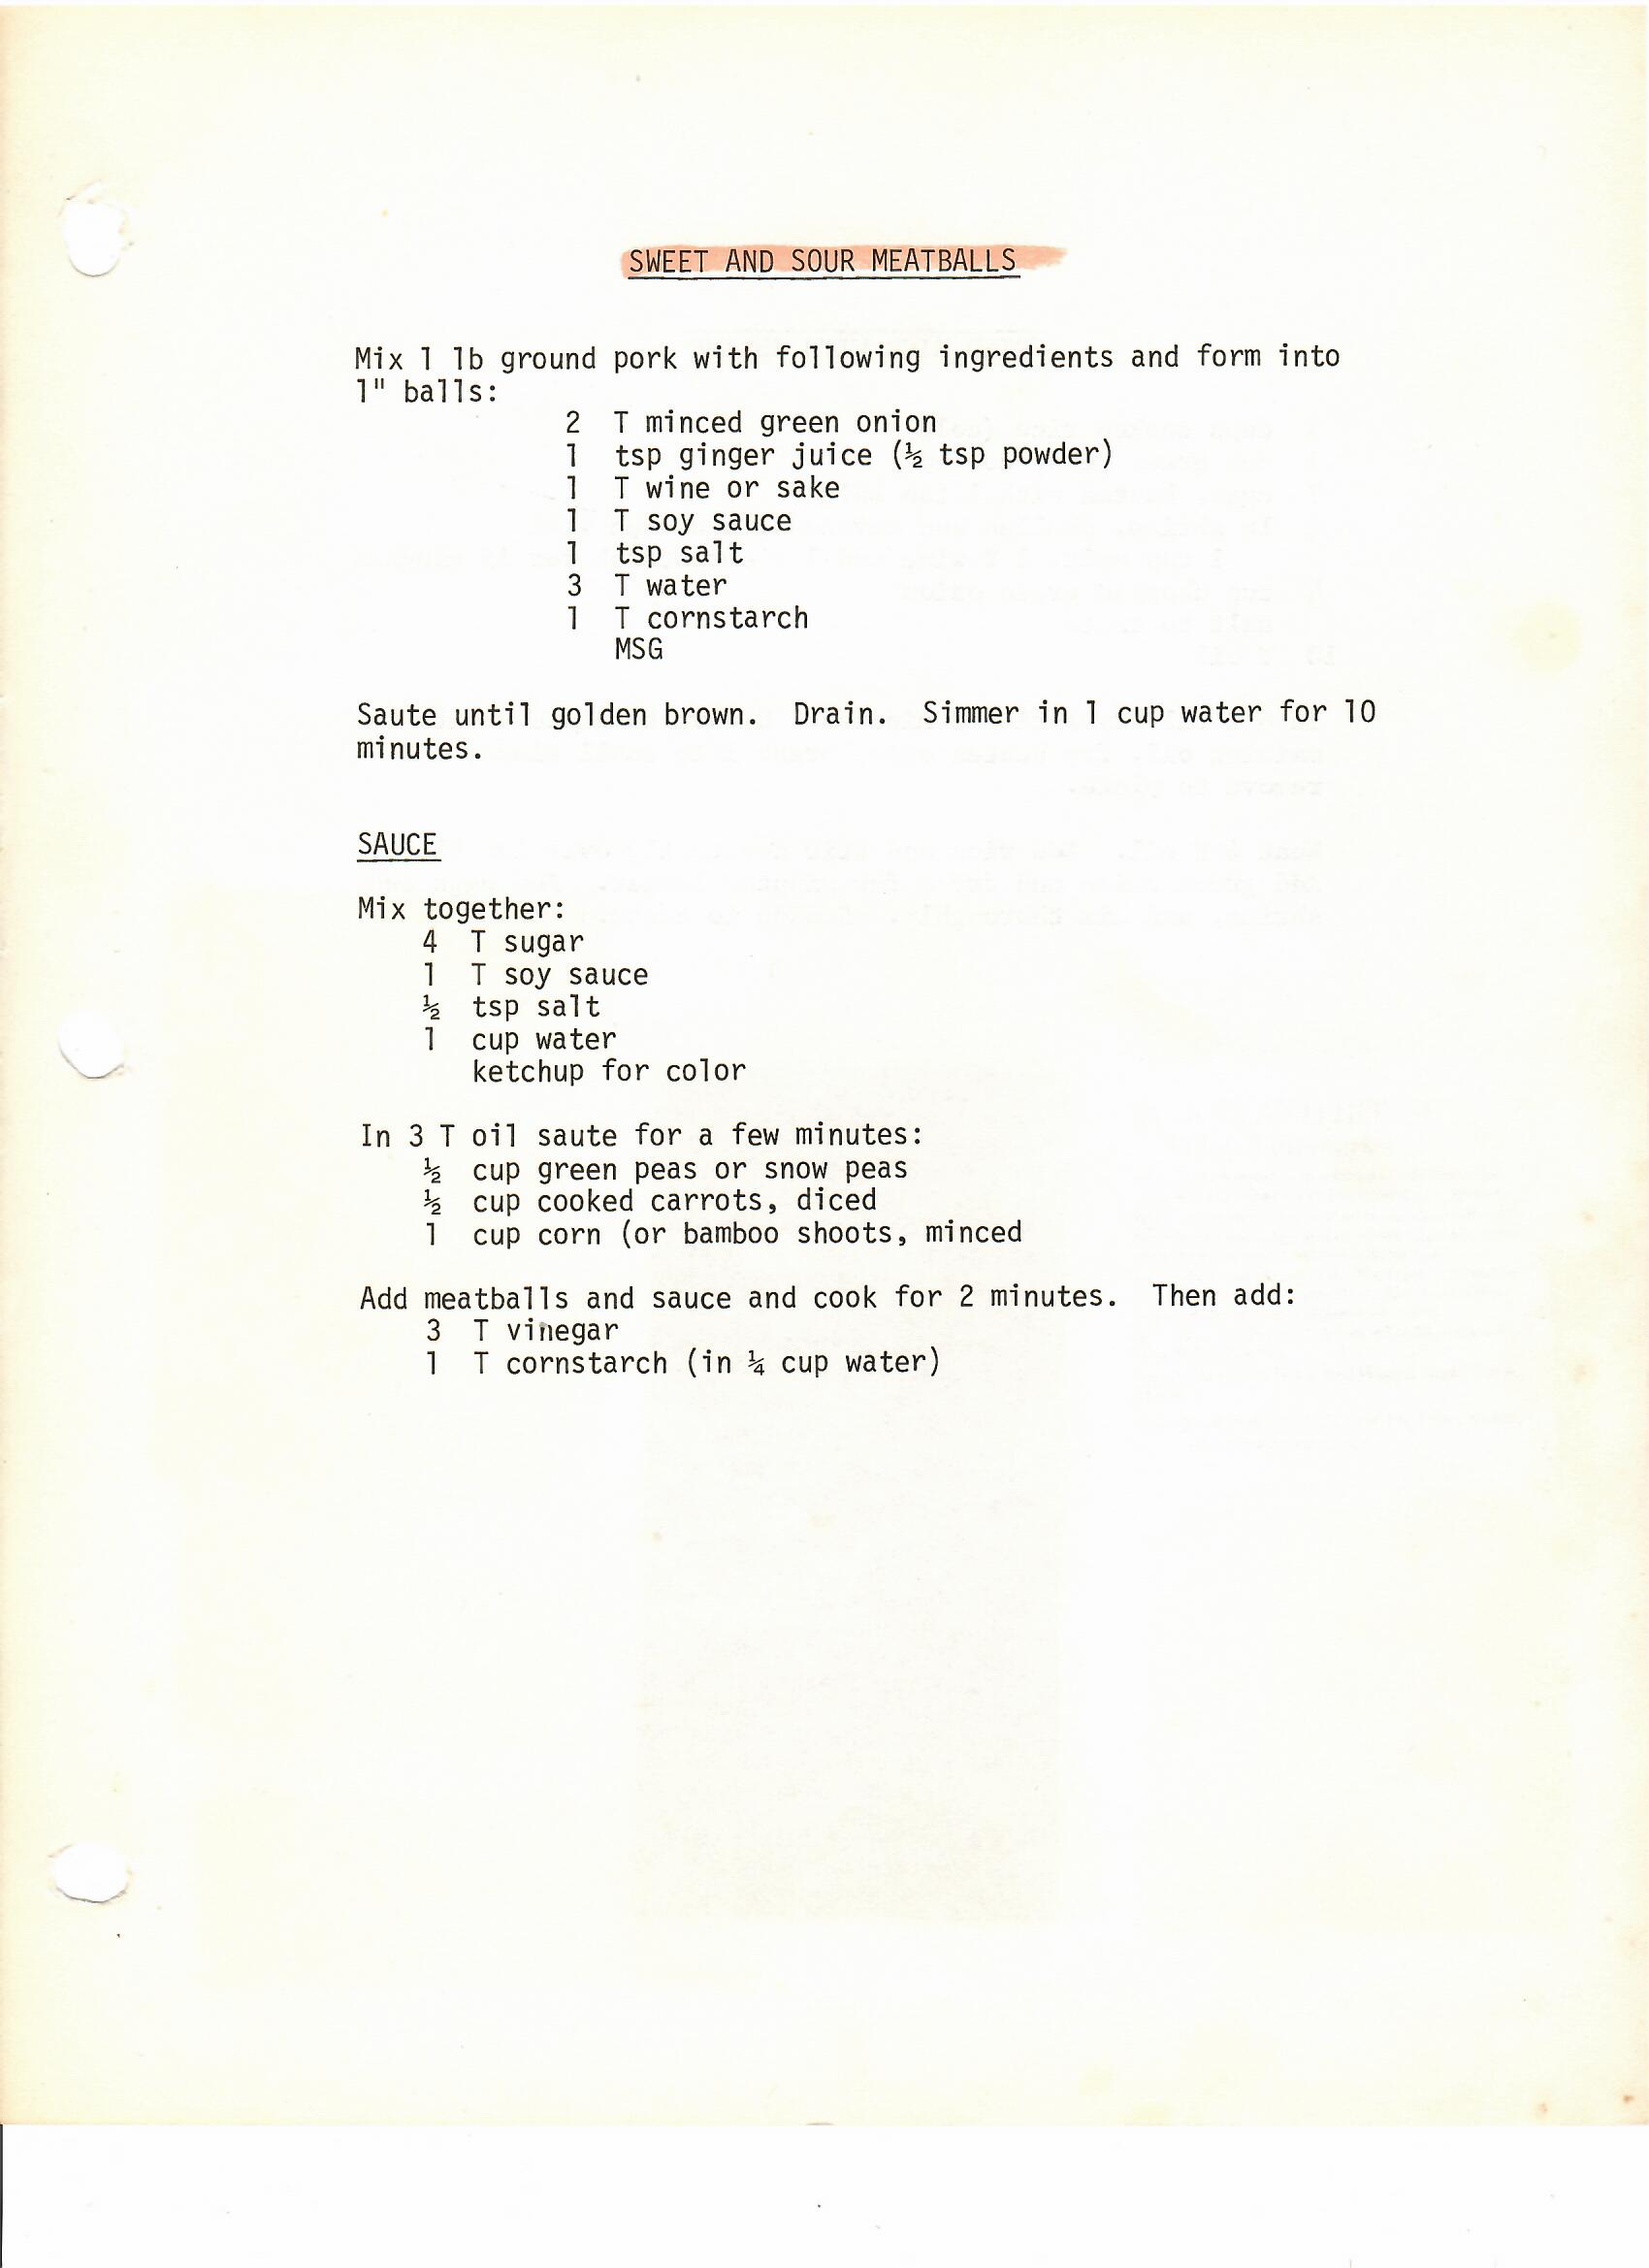 SWEET AND SOUR MEATBALLS
Mix 1 lb ground pork with following ingredients and form into
1" balls:
2 T minced green onion
1 tsp ginger juice (½ tsp powder)
1 T wine or sake
1 T soy sauce
1 tsp salt
3 T water
1 T cornstarch
MSG
Saute until golden brown. Drain. Simmer in 1 cup water for 10
minutes.
SAUCE
Mix together:
4 T sugar
1 T soy sauce
½ tsp salt
1 cup water
ketchup for color
In 3 T oil saute for a few minutes:
½ cup green peas or snow peas
½ cup cooked carrots, diced
1 cup corn (or bamboo shoots, minced
Add meatballs and sauce and cook for 2 minutes. Then add:
3 T vinegar
1 T cornstarch (in ¼ cup water)